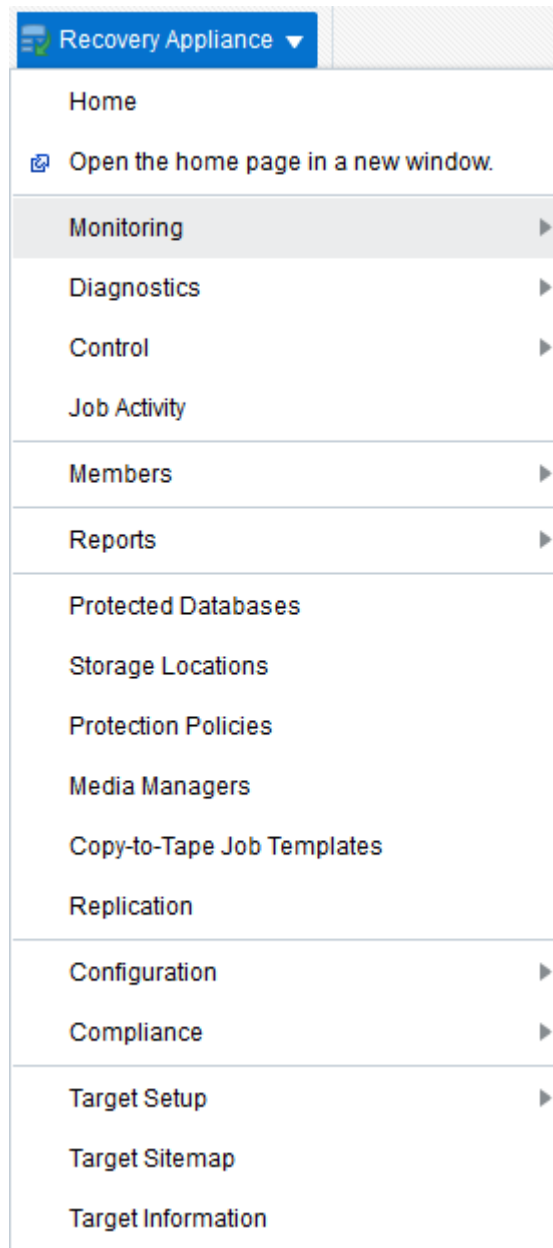 Recovery Appliance
Home
Open the home page in a new window.
Monitoring
Diagnostics
Control
Job Activity
Members
Reports
Protected Databases
Storage Locations
Protection Policies
Media Managers
Copy-to-Tape Job Templates
Replication
Configuration
Compliance
Target Setup
Target Sitemap
Target Information